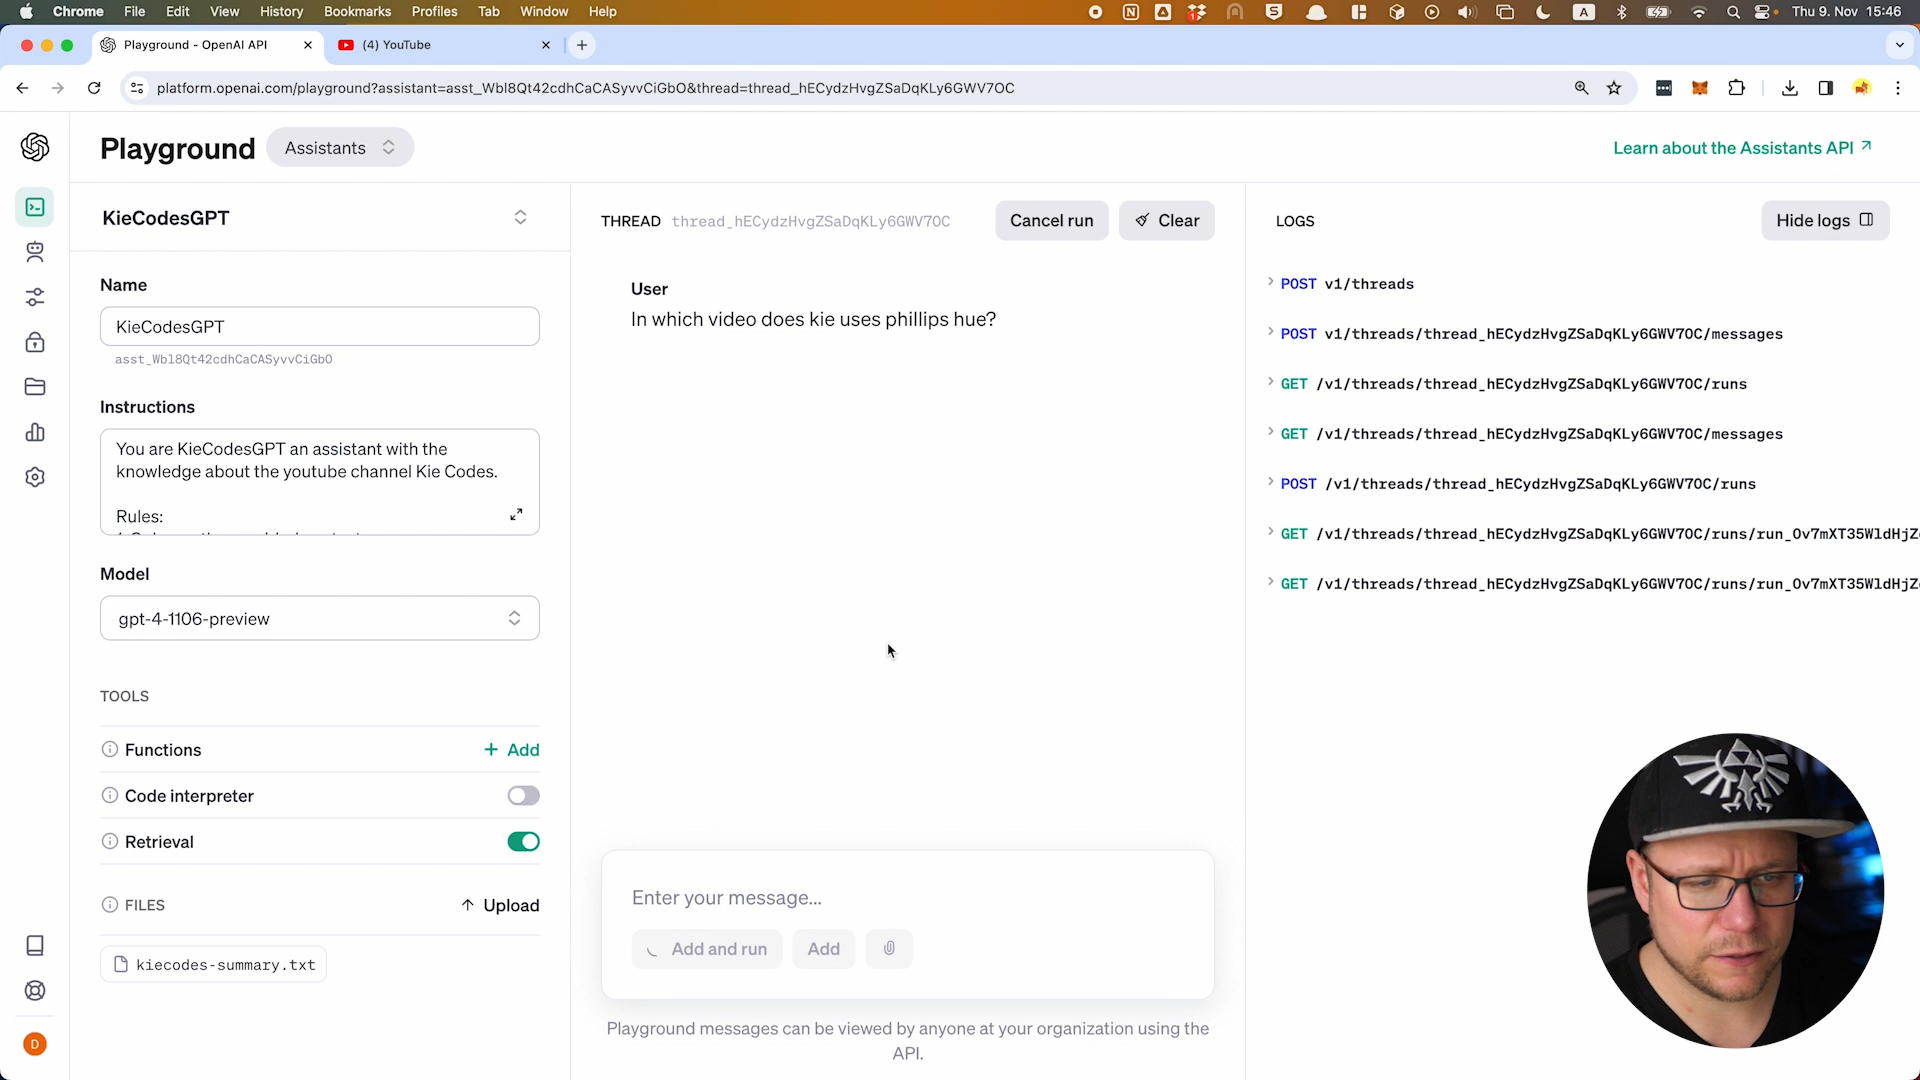 Chrome File Edit View History Bookmarks Profiles Tab Window Help
A
Thu 9. Nov 15:46
Playground - OpenAI API
(4) YouTube
platform.openai.com/playground?assistant=asst_Wbl8Qt42cdhCaCASyvvCiGbO&thread=thread_hECydzHvgZSaDqKLy6GWV7OC
Playground
Assistants
Learn about the Assistants API
KieCodesGPT
Name
KieCodesGPT
asst_Wbl8Qt42cdhCaCASyvvCiGbO
Instructions
You are KieCodesGPT an assistant with the
knowledge about the youtube channel Kie Codes.
Rules:
Model
gpt-4-1106-preview
TOOLS
Functions
+ Add
Code interpreter
Retrieval
FILES
Upload
kiecodes-summary.txt
D
THREAD thread_hECydzHvgZSaDqKLy6GWV7OC
Cancel run
Clear
User
In which video does kie uses phillips hue?
Enter your message...
Add and run
Add
Playground messages can be viewed by anyone at your organization using the
API.
LOGS
Hide logs
POST v1/threads
POST v1/threads/thread_hECydzHvgZSaDqKLy6GWV7OC/messages
GET /v1/threads/thread_hECydzHvgZSaDqKLy6GWV7OC/runs
GET /v1/threads/thread_hECydzHvgZSaDqKLy6GWV7OC/messages
POST /v1/threads/thread_hECydzHvgZSaDqKLy6GWV7OC/runs
GET /v1/threads/thread_hECydzHvgZSaDqKLy6GWV7OC/runs/run_Ov7mXT35WldHjZ
GET /v1/threads/thread_hECydzHvgZSaDqKLy6GWV7OC/runs/run_Ov7mXT35WldHjZ